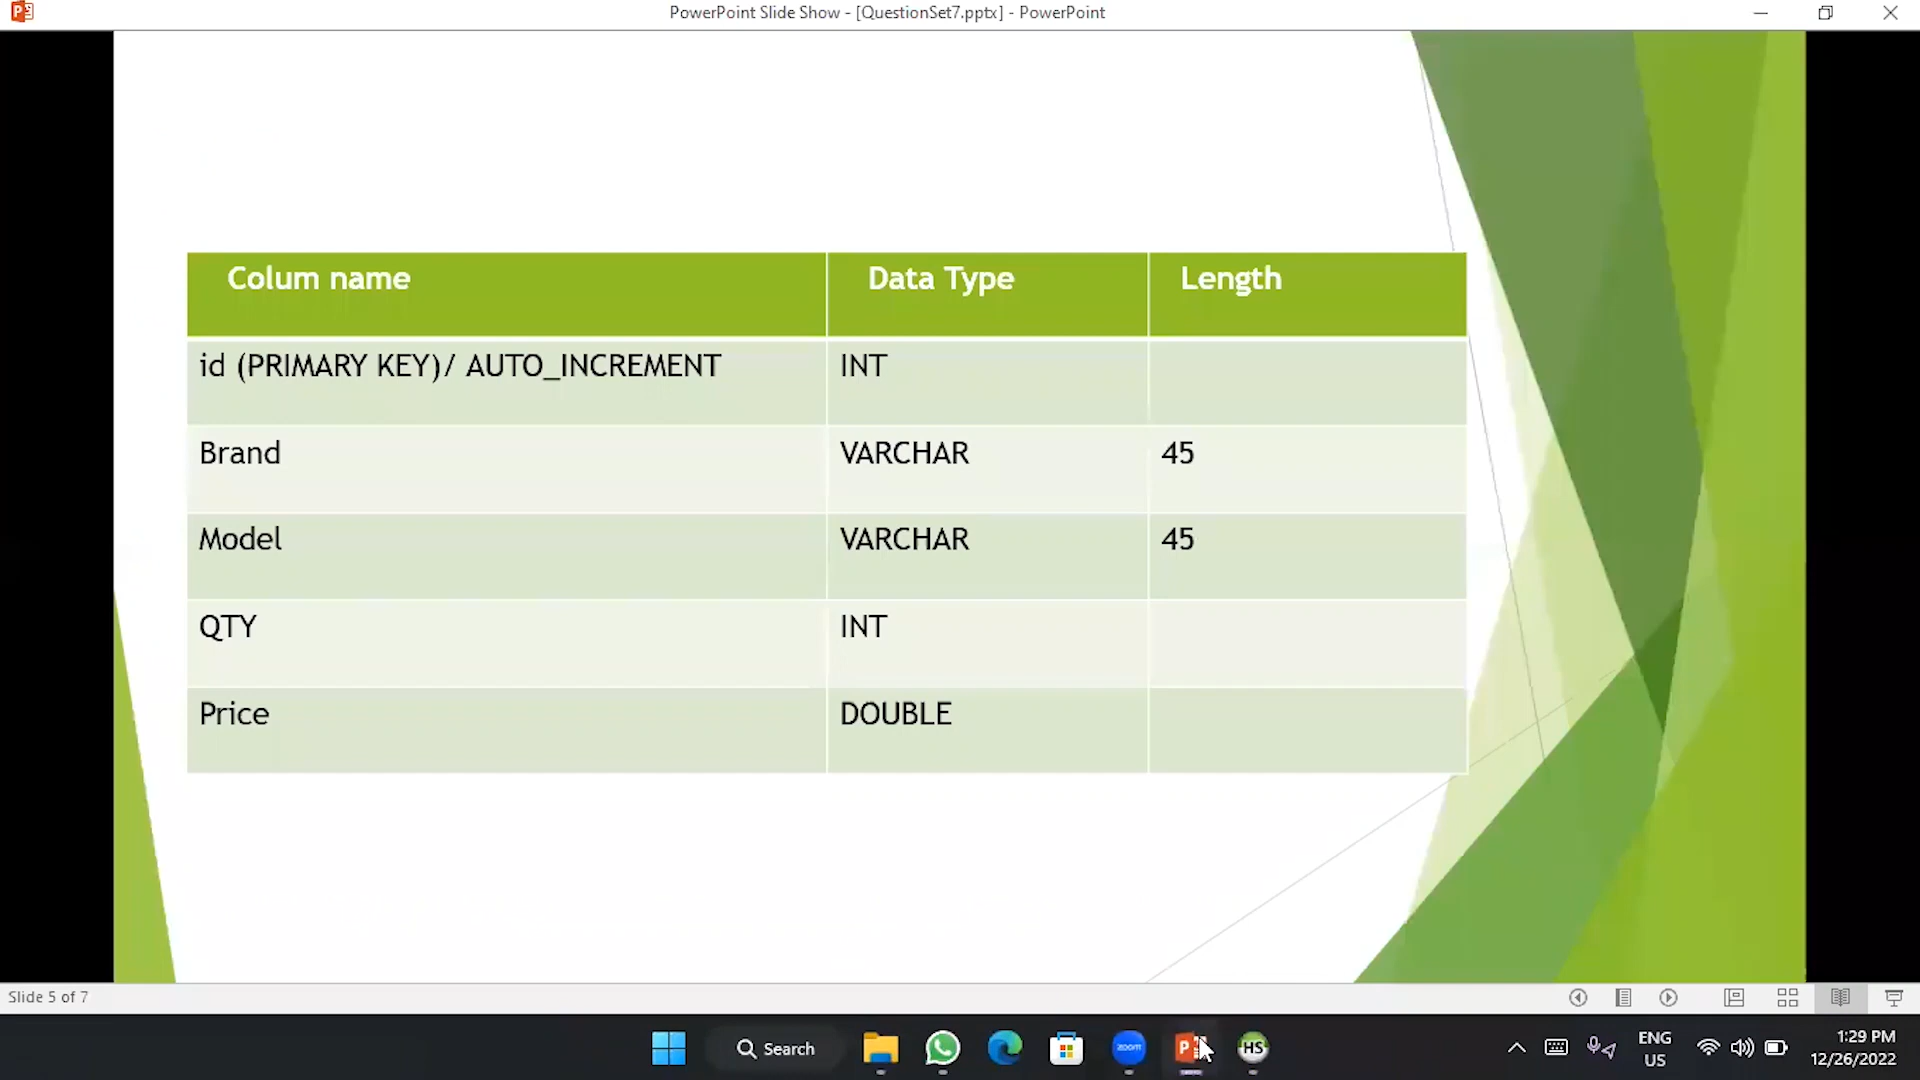 PowerPoint Slide Show - [QuestionSet7.pptx] - PowerPoint
Colum name Data Type Length
id (PRIMARY KEY)/ AUTO_INCREMENT INT
Brand VARCHAR 45
Model VARCHAR 45
QTY INT
Price DOUBLE
Slide 5 of 7
Search
zoom
P
HS
ENG
US
1:29 PM
12/26/2022